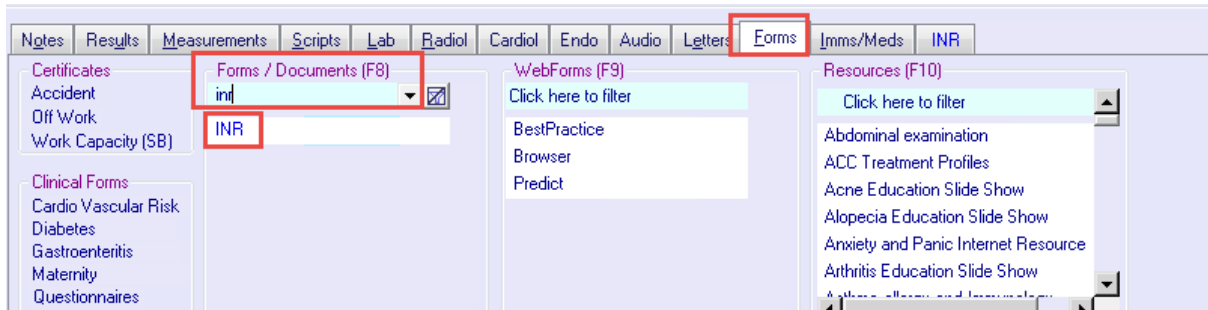 Notes Results Measurements Scripts Lab Radiol Cardiol Endo Audio Letters Forms Imms/Meds INR
Certificates
Accident
Off Work
Work Capacity (SB)
Clinical Forms
Cardio Vascular Risk
Diabetes
Gastroenteritis
Maternity
Questionnaires
Forms / Documents (F8)
inr
INR
WebForms (F9)
Click here to filter
BestPractice
Browser
Predict
Resources (F10)
Click here to filter
Abdominal examination
ACC Treatment Profiles
Acne Education Slide Show
Alopecia Education Slide Show
Anxiety and Panic Internet Resource
Arthritis Education Slide Show